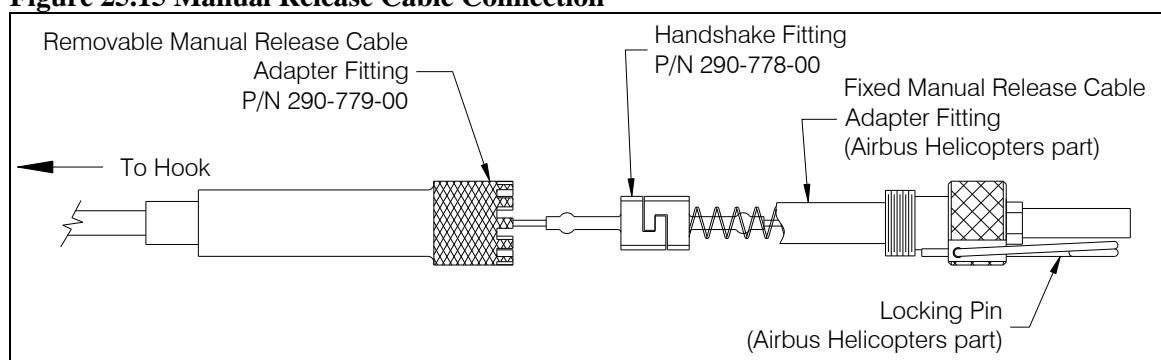 Figure 25.15 Manual Release Cable Connection
Removable Manual Release Cable
Adapter Fitting
P/N 290-779-00
Handshake Fitting
P/N 290-778-00
Fixed Manual Release Cable
Adapter Fitting
(Airbus Helicopters part)
To Hook
Locking Pin
(Airbus Helicopters part)